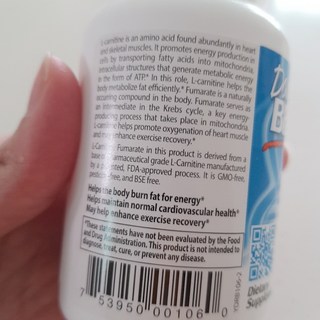 L-carnitine is an amino acid found abundantly in heart
and skeletal muscles. It promotes energy production in
by transporting fatty acids into mitochondria,
intracellular structures that generate metabolic energy
in the form of ATP.* In this role, L-carnitine helps the
body metabolize fat efficiently.* Fumarate is a naturally
occurring compound in the body. Fumarate serves as
an intermediate in the Krebs cycle, a key energy-
producing process that takes place in mitochondria.
L-carnitine helps promote oxygenation of heart muscle
and may enhance exercise recovery.*
L-Carnitine Fumarate in this product is derived from a
pharmaceutical grade L-Carnitine manufactured
patented, FDA-approved process. It is GMO-free,
free, and BSE free.
Helps the body burn fat for energy*
Helps maintain normal cardiovascular health*
May help enhance exercise recovery*
*These statements have not been evaluated by the Food
and Drug Administration. This product is not intended to
diagnose, treat, cure, or prevent any disease.
7 53950 00106 0
Dietary
Supplement